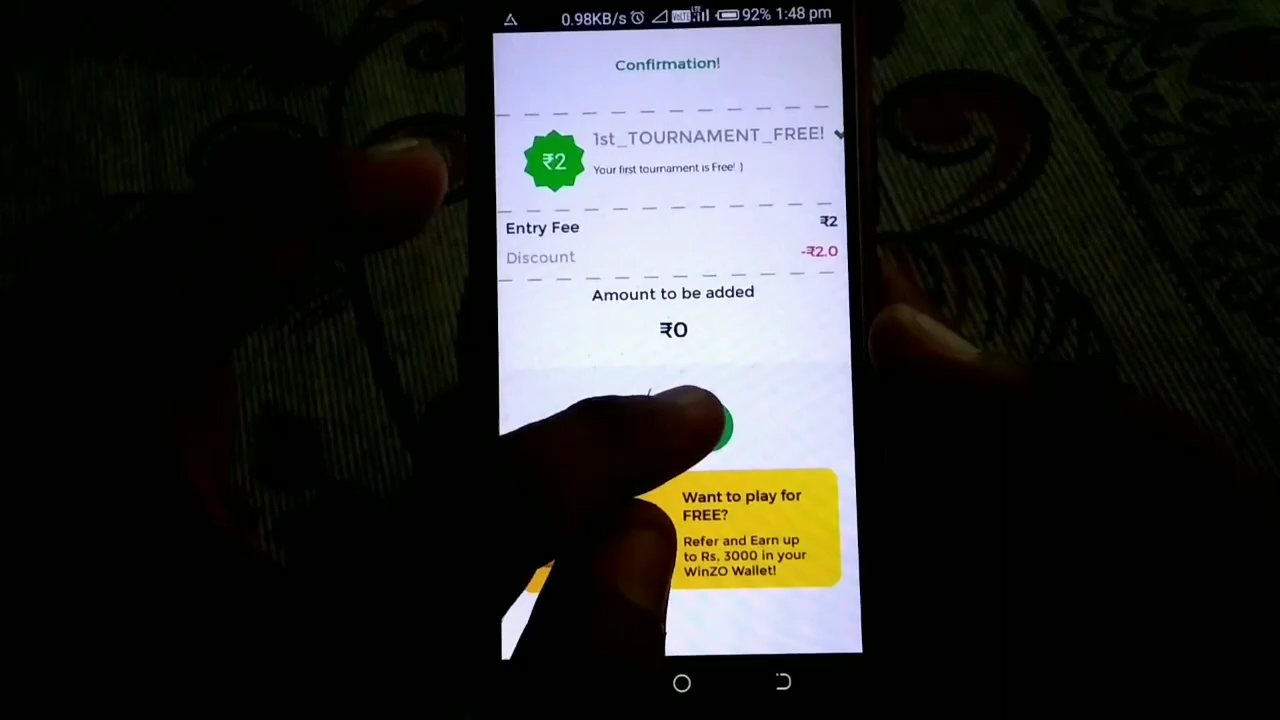 0.98KB/s VoLTE LTE 92% 1:48 pm
Confirmation!
₹2
1st_TOURNAMENT_FREE!
Your first tournament is Free! :)
Entry Fee ₹2
Discount -₹2.0
Amount to be added
₹0
Want to play for
FREE?
Refer and Earn up
to Rs. 3000 in your
WinZO Wallet!